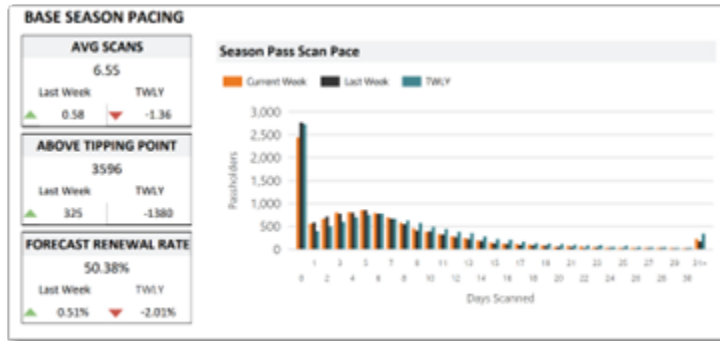 BASE SEASON PACING
AVG SCANS
6.55
Last Week TWLY
0.58 -1.36
ABOVE TIPPING POINT
3596
Last Week TWLY
325 -1380
FORECAST RENEWAL RATE
50.38%
Last Week TWLY
0.51% -2.01%
Season Pass Scan Pace
Current Week Last Week TWLY
3,000
2,500
2,000
1,500
1,000
500
0
Passholders
1 3 5 7 9 11 13 15 17 19 21 23 25 27 29 31+
0 2 4 6 8 10 12 14 16 18 20 22 24 26 28 30
Days Scanned